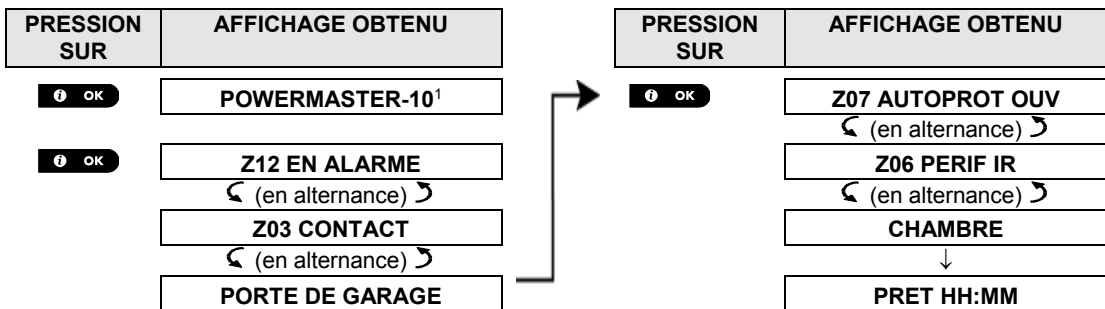 PRESSION SUR
AFFICHAGE OBTENU
OK
POWERMASTER-10¹
OK
Z12 EN ALARME
(en alternance)
Z03 CONTACT
(en alternance)
PORTE DE GARAGE
PRESSION SUR
AFFICHAGE OBTENU
OK
Z07 AUTOPROT OUV
(en alternance)
Z06 PERIF IR
(en alternance)
CHAMBRE
↓
PRET HH:MM